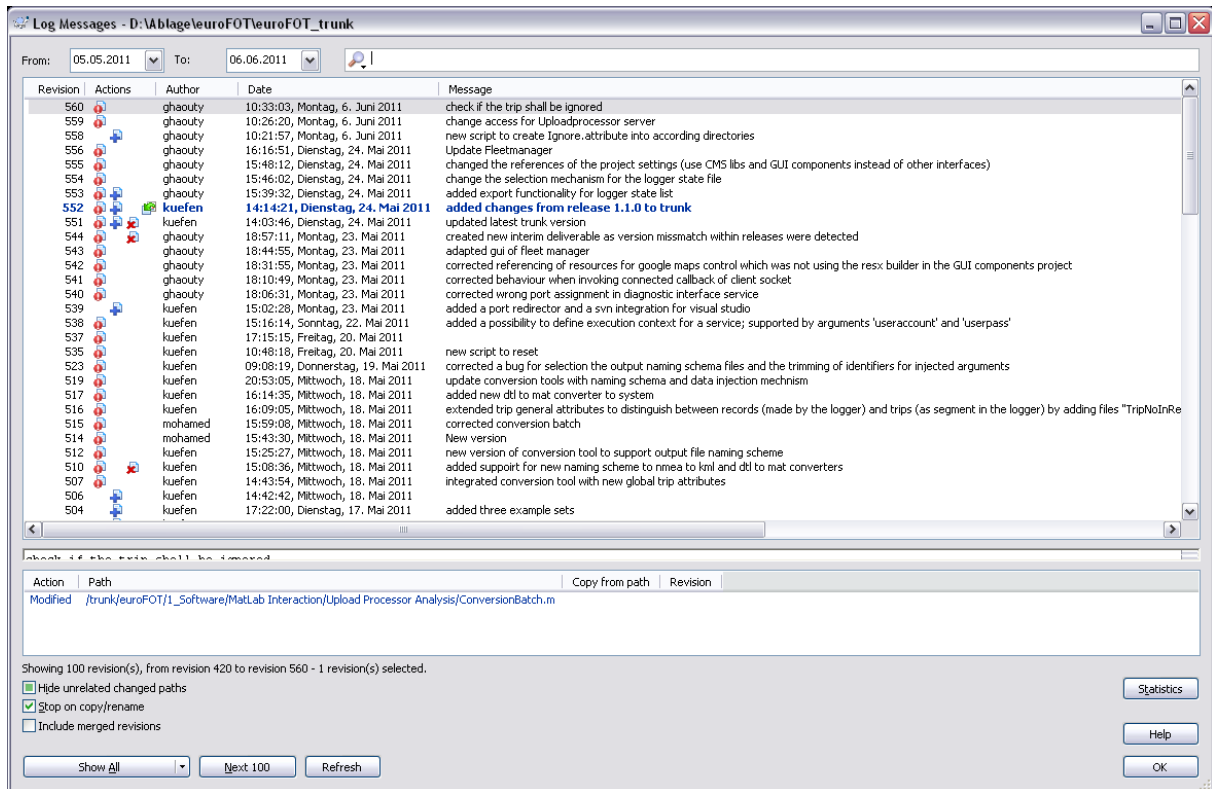 Log Messages - D:\Ablage\euroFOT\euroFOT_trunk
From: 05.05.2011 To: 06.06.2011
Revision Actions Author Date Message
560 ghaouty 10:33:03, Montag, 6. Juni 2011 check if the trip shall be ignored
559 ghaouty 10:26:20, Montag, 6. Juni 2011 change access for Uploadprocessor server
558 ghaouty 10:21:57, Montag, 6. Juni 2011 new script to create Ignore.attribute into according directories
556 ghaouty 16:16:51, Dienstag, 24. Mai 2011 Update Fleetmanager
555 ghaouty 15:48:12, Dienstag, 24. Mai 2011 changed the references of the project settings (use CMS libs and GUI components instead of other interfaces)
554 ghaouty 15:46:02, Dienstag, 24. Mai 2011 change the selection mechanism for the logger state file
553 ghaouty 15:39:32, Dienstag, 24. Mai 2011 added export functionality for logger state list
552 kuefen 14:14:21, Dienstag, 24. Mai 2011 added changes from release 1.1.0 to trunk
551 kuefen 14:03:46, Dienstag, 24. Mai 2011 updated latest trunk version
544 ghaouty 18:57:11, Montag, 23. Mai 2011 created new interim deliverable as version missmatch within releases were detected
543 ghaouty 18:44:55, Montag, 23. Mai 2011 adapted gui of fleet manager
542 ghaouty 18:31:55, Montag, 23. Mai 2011 corrected referencing of resources for google maps control which was not using the resx builder in the GUI components project
541 ghaouty 18:10:49, Montag, 23. Mai 2011 corrected behaviour when invoking connected callback of client socket
540 ghaouty 18:06:31, Montag, 23. Mai 2011 corrected wrong port assignment in diagnostic interface service
539 kuefen 15:02:28, Montag, 23. Mai 2011 added a port redirector and a svn integration for visual studio
538 kuefen 15:16:14, Sonntag, 22. Mai 2011 added a possibility to define execution context for a service; supported by arguments 'useraccount' and 'userpass'
537 kuefen 17:15:15, Freitag, 20. Mai 2011
535 kuefen 10:48:18, Freitag, 20. Mai 2011 new script to reset
523 kuefen 09:08:19, Donnerstag, 19. Mai 2011 corrected a bug for selection the output naming schema files and the trimming of identifiers for injected arguments
519 kuefen 20:53:05, Mittwoch, 18. Mai 2011 update conversion tools with naming schema and data injection mechnism
517 kuefen 16:14:35, Mittwoch, 18. Mai 2011 added new dtl to mat converter to system
516 kuefen 16:09:05, Mittwoch, 18. Mai 2011 extended trip general attributes to distinguish between records (made by the logger) and trips (as segment in the logger) by adding files "TripNoInRe
515 mohamed 15:59:08, Mittwoch, 18. Mai 2011 corrected conversion batch
514 mohamed 15:43:30, Mittwoch, 18. Mai 2011 New version
512 kuefen 15:25:27, Mittwoch, 18. Mai 2011 new version of conversion tool to support output file naming scheme
510 kuefen 15:08:36, Mittwoch, 18. Mai 2011 added suppoirt for new naming scheme to nmea to kml and dtl to mat converters
507 kuefen 14:43:54, Mittwoch, 18. Mai 2011 integrated conversion tool with new global trip attributes
506 kuefen 14:42:42, Mittwoch, 18. Mai 2011
504 kuefen 17:22:00, Dienstag, 17. Mai 2011 added three example sets
check if the trip shall be ignored
Action Path Copy from path Revision
Modified /trunk/euroFOT/1_Software/MatLab Interaction/Upload Processor Analysis/ConversionBatch.m
Showing 100 revision(s), from revision 420 to revision 560 - 1 revision(s) selected.
Hide unrelated changed paths
Statistics
Stop on copy/rename
Include merged revisions
Help
Show All Next 100 Refresh OK